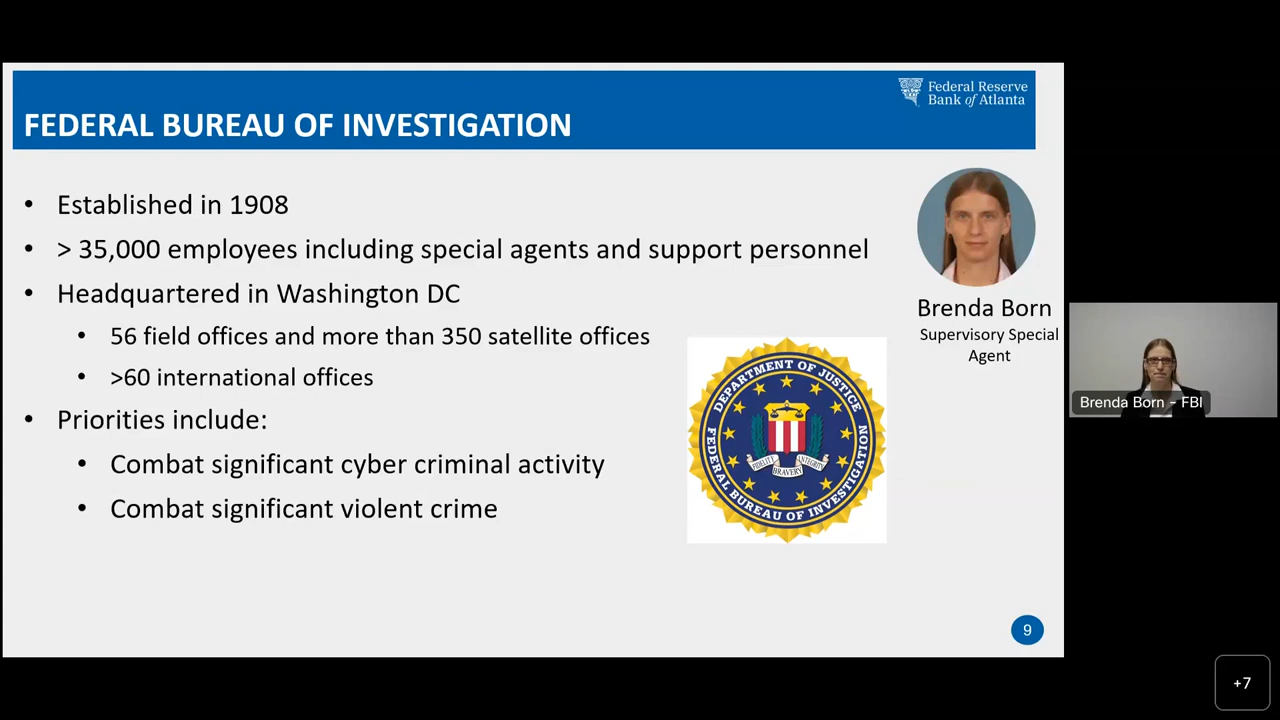 Federal Reserve
Bank of Atlanta
FEDERAL BUREAU OF INVESTIGATION
• Established in 1908
• > 35,000 employees including special agents and support personnel
• Headquartered in Washington DC
• 56 field offices and more than 350 satellite offices
• >60 international offices
• Priorities include:
• Combat significant cyber criminal activity
• Combat significant violent crime
Brenda Born
Supervisory Special
Agent
DEPARTMENT OF JUSTICE
FEDERAL BUREAU OF INVESTIGATION
FIDELITY BRAVERY INTEGRITY
Brenda Born – FBI
9
+7